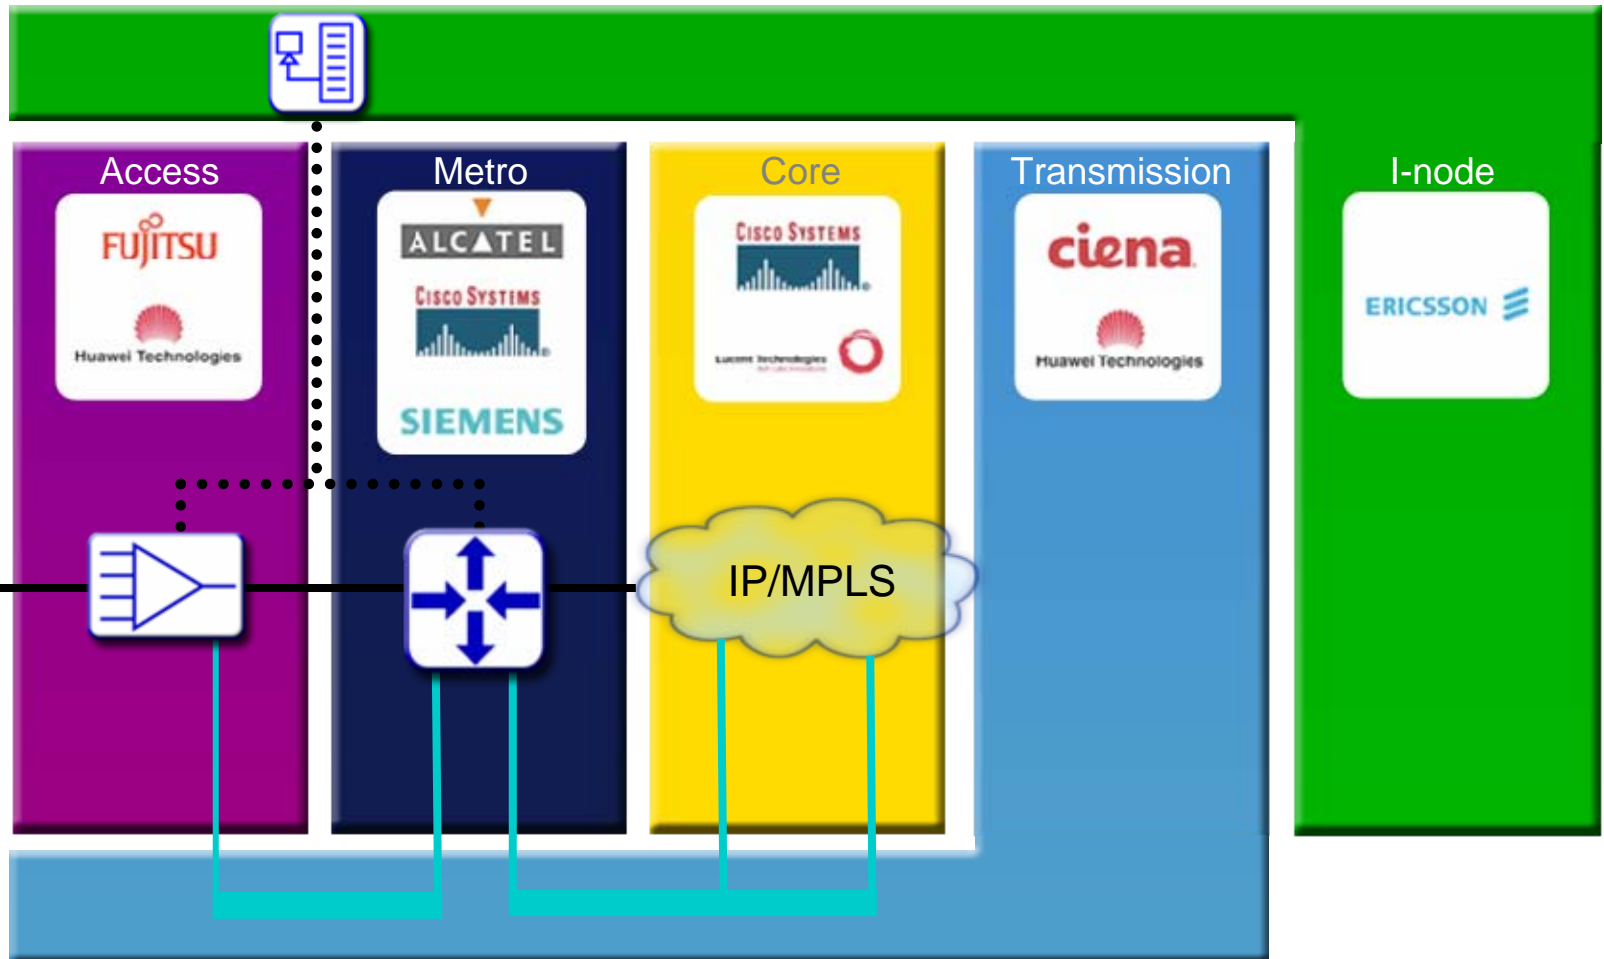 Access
Metro
Core
Transmission
I-node
FUJITSU
Huawei Technologies
ALCATEL
CISCO SYSTEMS
SIEMENS
CISCO SYSTEMS
Lucent Technologies
ciena
Huawei Technologies
ERICSSON
IP/MPLS